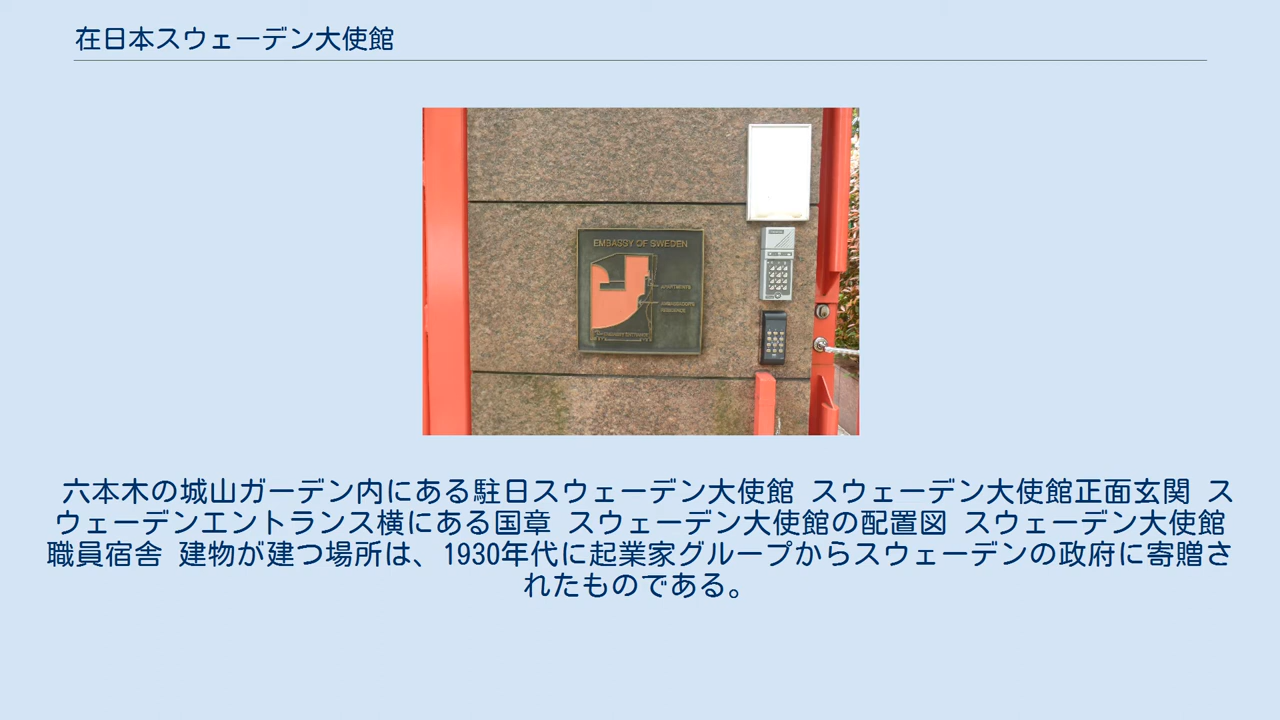 在日本スウェーデン大使館
EMBASSY OF SWEDEN
六本木の城山ガーデン内にある駐日スウェーデン大使館 スウェーデン大使館正面玄関 ス
ウェーデンエントランス横にある国章 スウェーデン大使館の配置図 スウェーデン大使館
職員宿舎 建物が建つ場所は、1930年代に起業家グループからスウェーデンの政府に寄贈さ
れたものである。